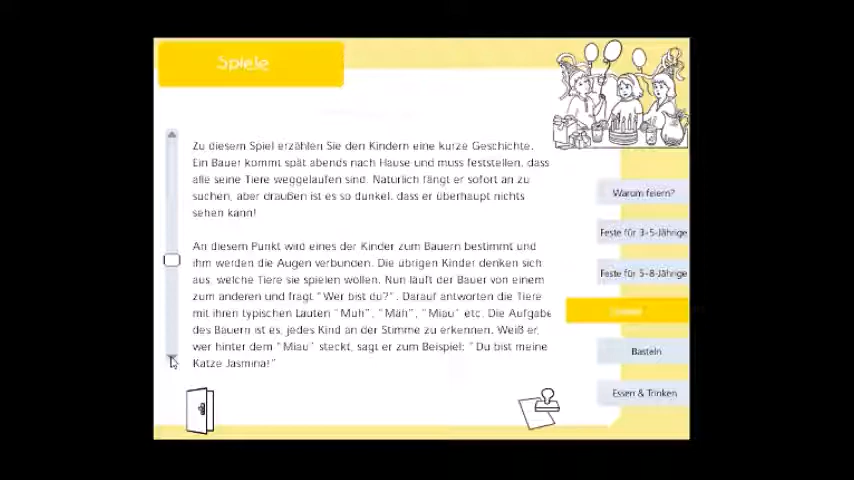 Spiele
Zu diesem Spiel erzählen Sie den Kindern eine kurze Geschichte.
Ein Bauer kommt spät abends nach Hause und muss feststellen, dass
alle seine Tiere weggelaufen sind. Natürlich fängt er sofort an zu
suchen, aber draußen ist es so dunkel, dass er überhaupt nichts
sehen kann!
An diesem Punkt wird eines der Kinder zum Bauern bestimmt und
ihm werden die Augen verbunden. Die übrigen Kinder denken sich
aus, welche Tiere sie spielen wollen. Nun läuft der Bauer von einem
zum anderen und fragt "Wer bist du?". Darauf antworten die Tiere
mit ihren typischen Lauten "Muh", "Mäh", "Miau" etc. Die Aufgabe
des Bauern ist es, jedes Kind an der Stimme zu erkennen. Weiß er,
wer hinter dem "Miau" steckt, sagt er zum Beispiel: "Du bist meine
Katze Jasmina!"
Warum feiern?
Feste für 3-5-Jährige
Feste für 5-8-Jährige
Basteln
Essen & Trinken